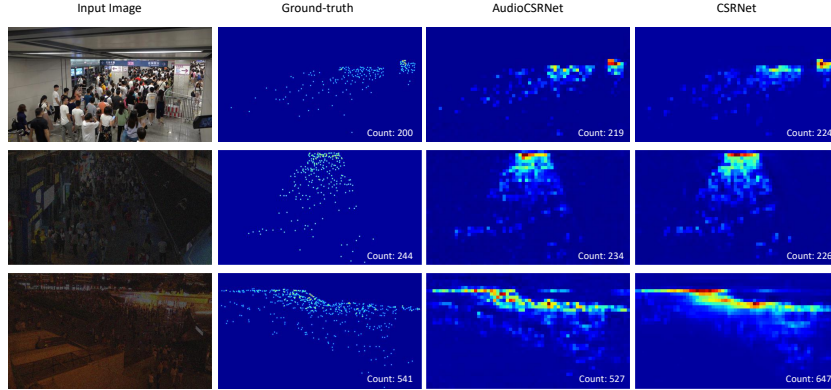 Input Image Ground-truth AudioCSRNet CSRNet
Count: 200 Count: 219 Count: 224
Count: 244 Count: 234 Count: 226
Count: 541 Count: 527 Count: 647